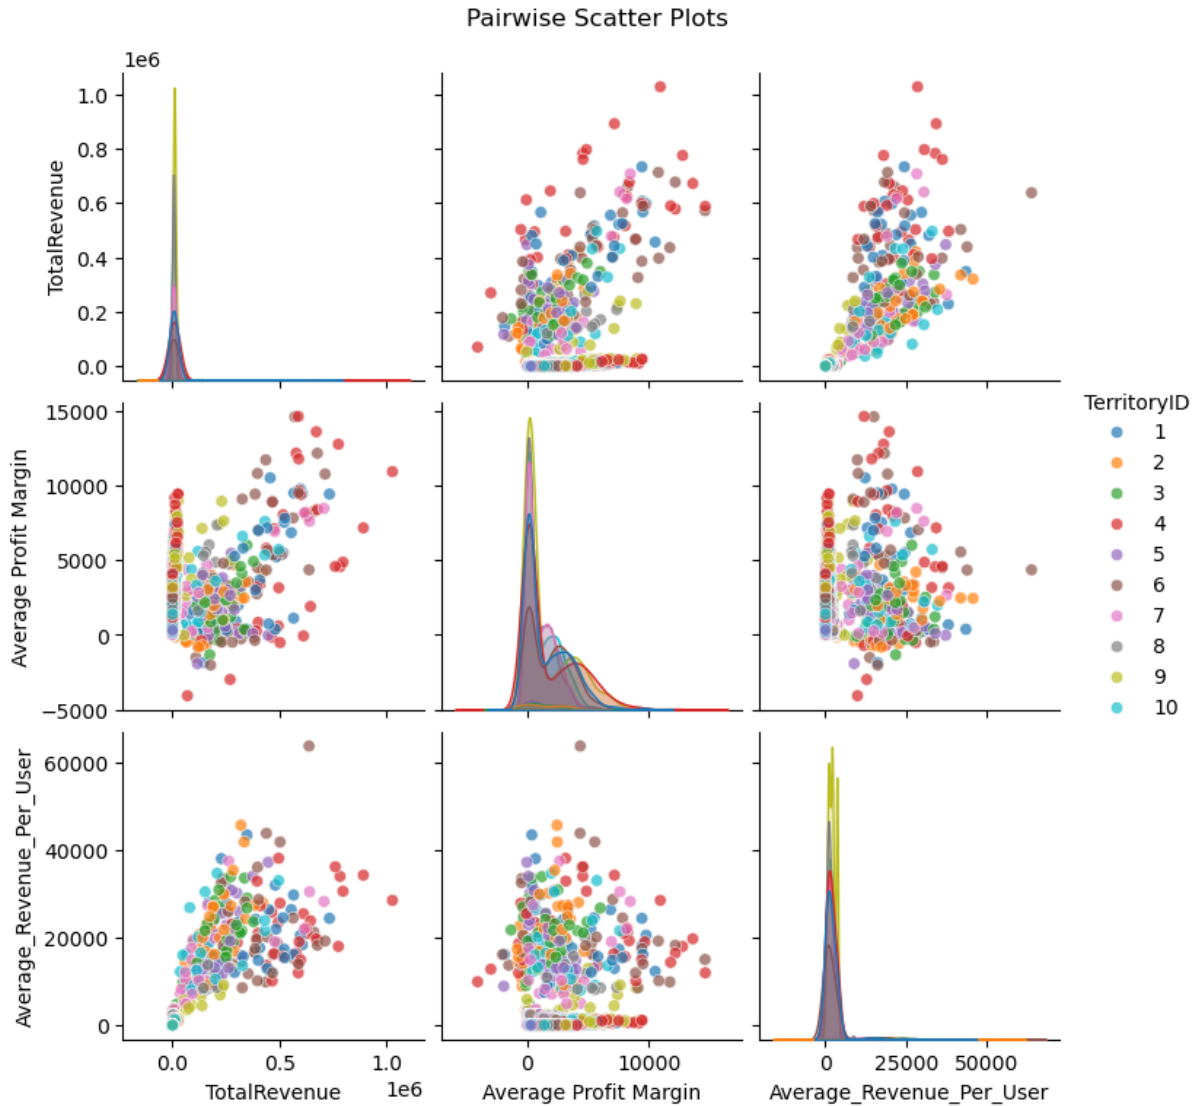 Pairwise Scatter Plots
1e6
1.0
0.8
0.6
0.4
0.2
0.0
TotalRevenue
15000
10000
5000
0
−5000
Average Profit Margin
TerritoryID
1
2
3
4
5
6
7
8
9
10
60000
40000
20000
0
Average_Revenue_Per_User
0.0 0.5 1.0
0 10000
0 25000 50000
TotalRevenue 1e6 Average Profit Margin Average_Revenue_Per_User